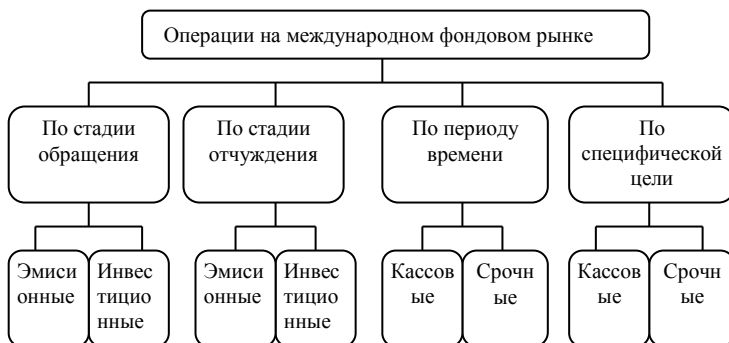 Операции на международном фондовом рынке
По стадии
обращения
По стадии
отчуждения
По периоду
времени
По
специфической
цели
Эмиси
онные
Инвес
тицио
нные
Эмиси
онные
Инвес
тицио
нные
Кассов
ые
Срочн
ые
Кассов
ые
Срочн
ые